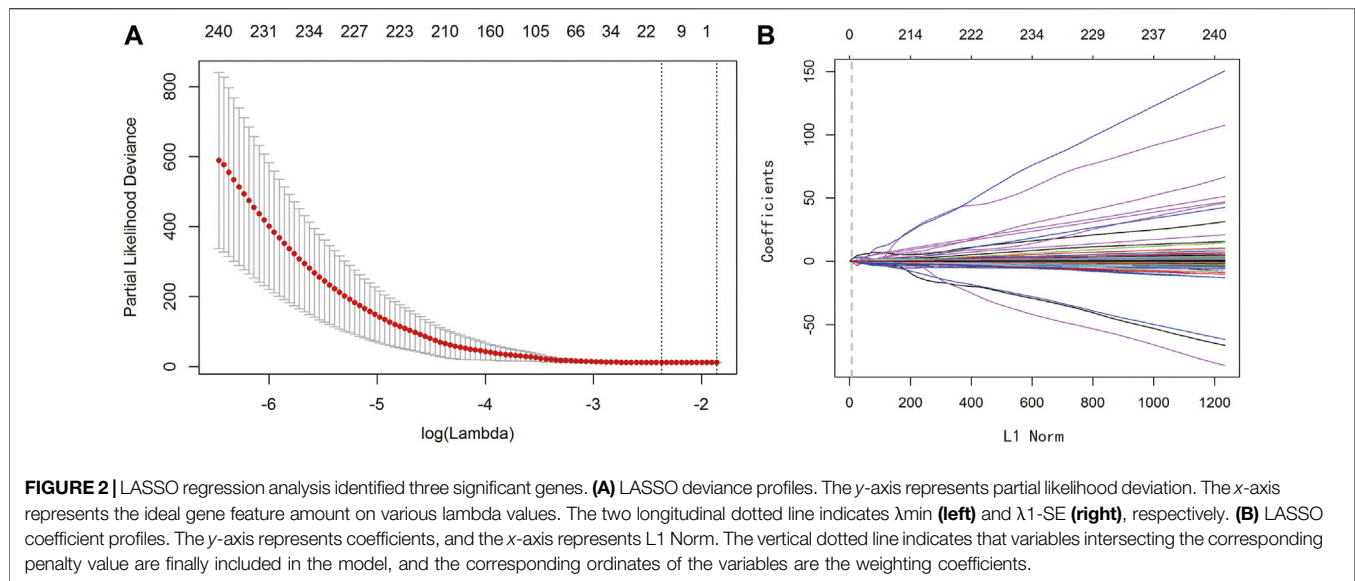 A
240 231 234 227 223 210 160 105 66 34 22 9 1
Partial Likelihood Deviance
800
600
400
200
0
-6 -5 -4 -3 -2
log(Lambda)
B
0 214 222 234 229 237 240
Coefficients
150
100
50
0
-50
0 200 400 600 800 1000 1200
L1 Norm
FIGURE 2 | LASSO regression analysis identified three significant genes. (A) LASSO deviance profiles. The y-axis represents partial likelihood deviation. The x-axis
represents the ideal gene feature amount on various lambda values. The two longitudinal dotted line indicates λmin (left) and λ1-SE (right), respectively. (B) LASSO
coefficient profiles. The y-axis represents coefficients, and the x-axis represents L1 Norm. The vertical dotted line indicates that variables intersecting the corresponding
penalty value are finally included in the model, and the corresponding ordinates of the variables are the weighting coefficients.